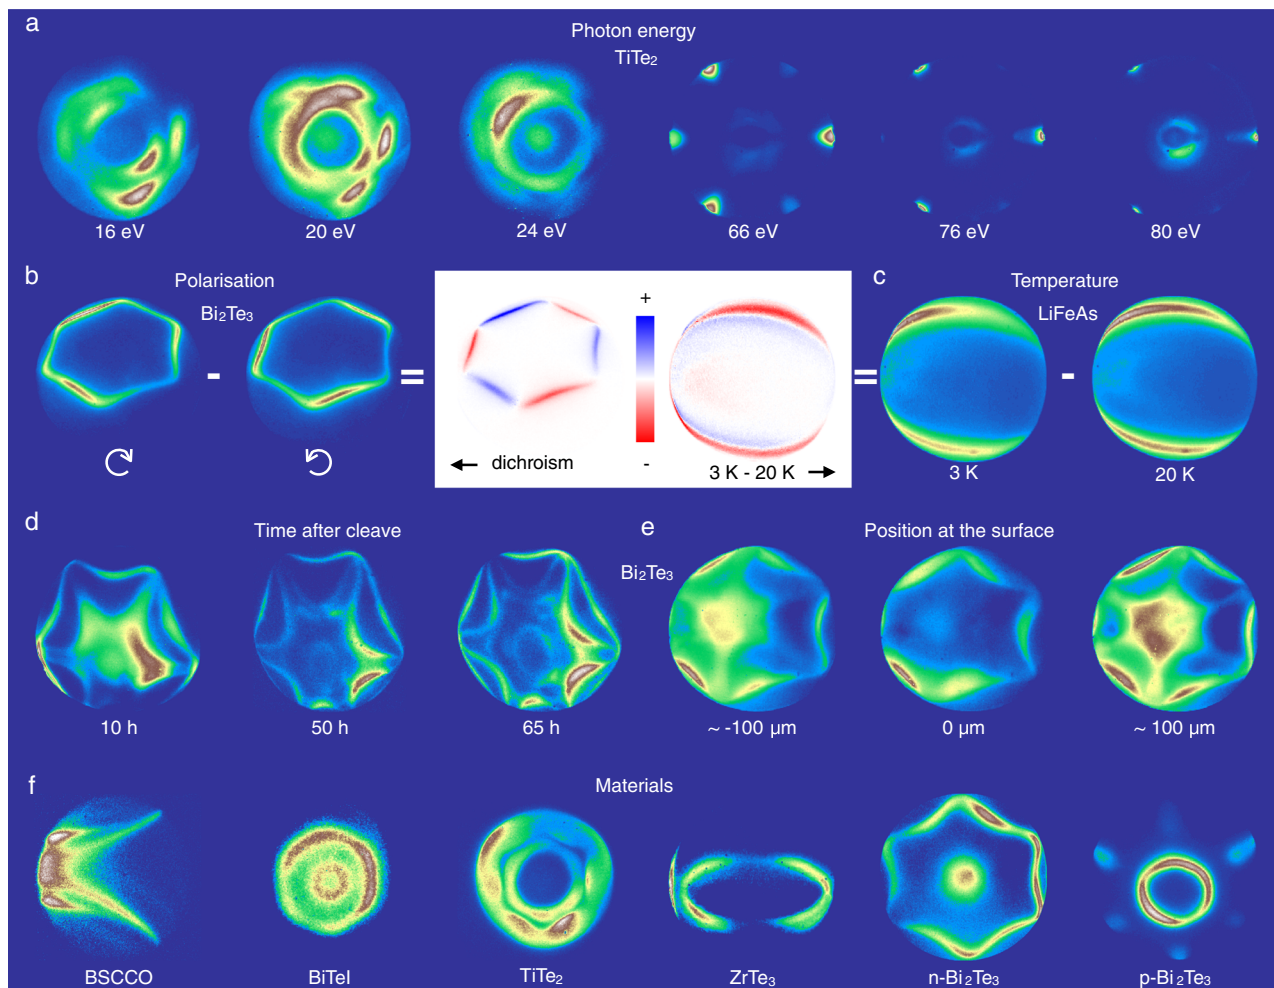 a
Photon energy
TiTe₂
16 eV 20 eV 24 eV 66 eV 76 eV 80 eV
b
Polarisation
Bi₂Te₃
-
=
+
-
dichroism
3 K - 20 K
=
c
Temperature
LiFeAs
-
3 K 20 K
d
Time after cleave
10 h 50 h 65 h
e
Position at the surface
Bi₂Te₃
~ -100 µm 0 µm ~ 100 µm
f
Materials
BSCCO BiTeI TiTe₂ ZrTe₃ n-Bi₂Te₃ p-Bi₂Te₃